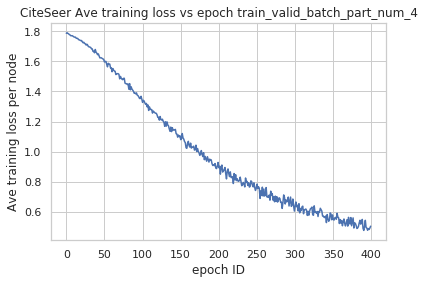 CiteSeer Ave training loss vs epoch train_valid_batch_part_num_4
Ave training loss per node
1.8
1.6
1.4
1.2
1.0
0.8
0.6
0 50 100 150 200 250 300 350 400
epoch ID